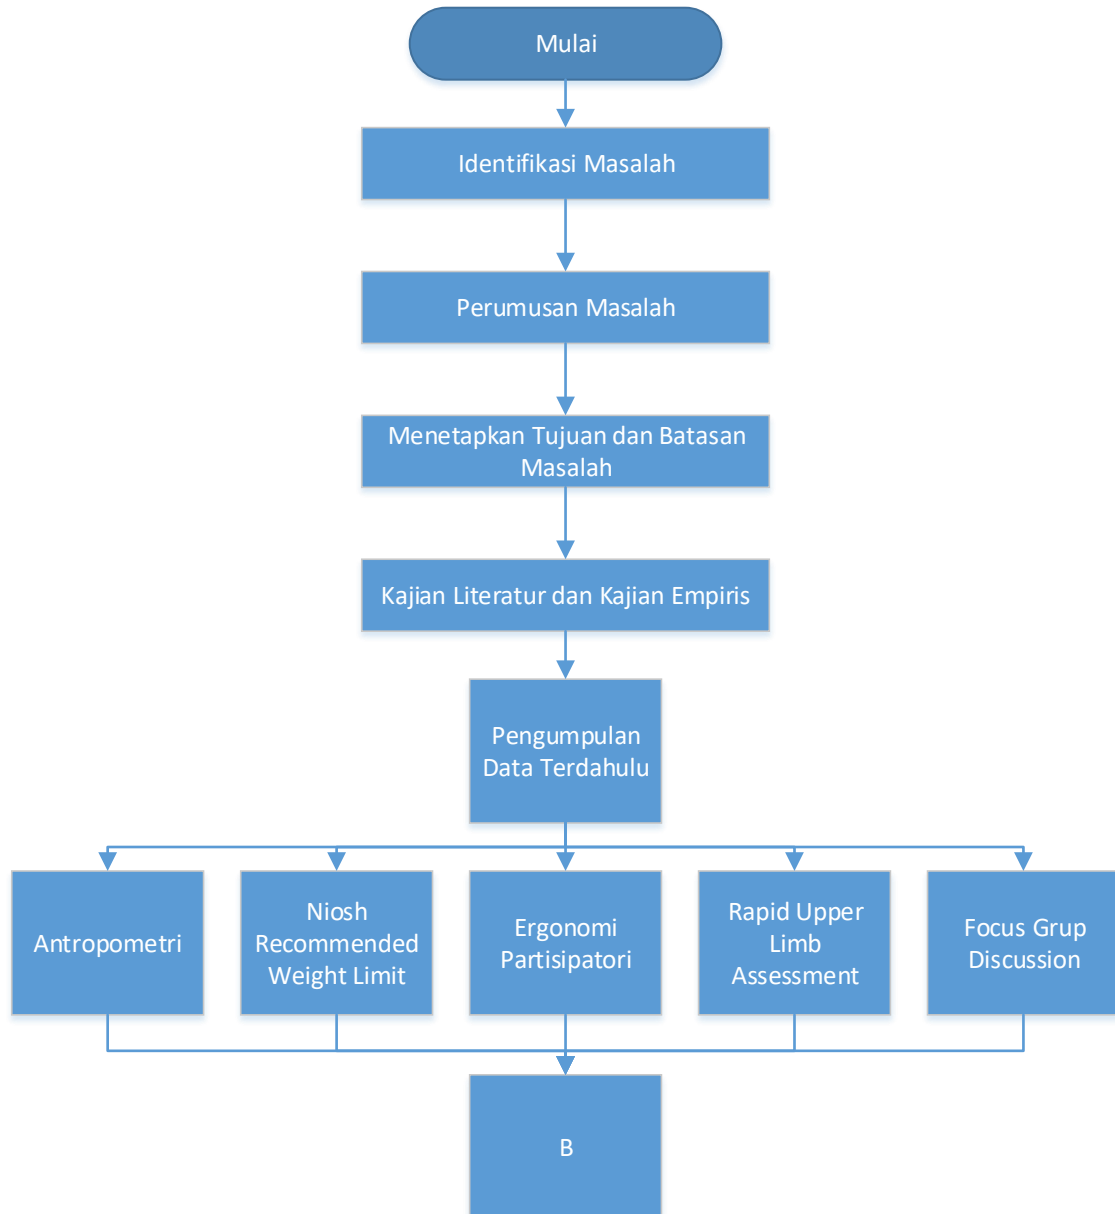 Mulai
Identifikasi Masalah
Perumusan Masalah
Menetapkan Tujuan dan Batasan
Masalah
Kajian Literatur dan Kajian Empiris
Pengumpulan
Data Terdahulu
Antropometri
Niosh
Recommended
Weight Limit
Ergonomi
Partisipatori
Rapid Upper
Limb
Assessment
Focus Grup
Discussion
B